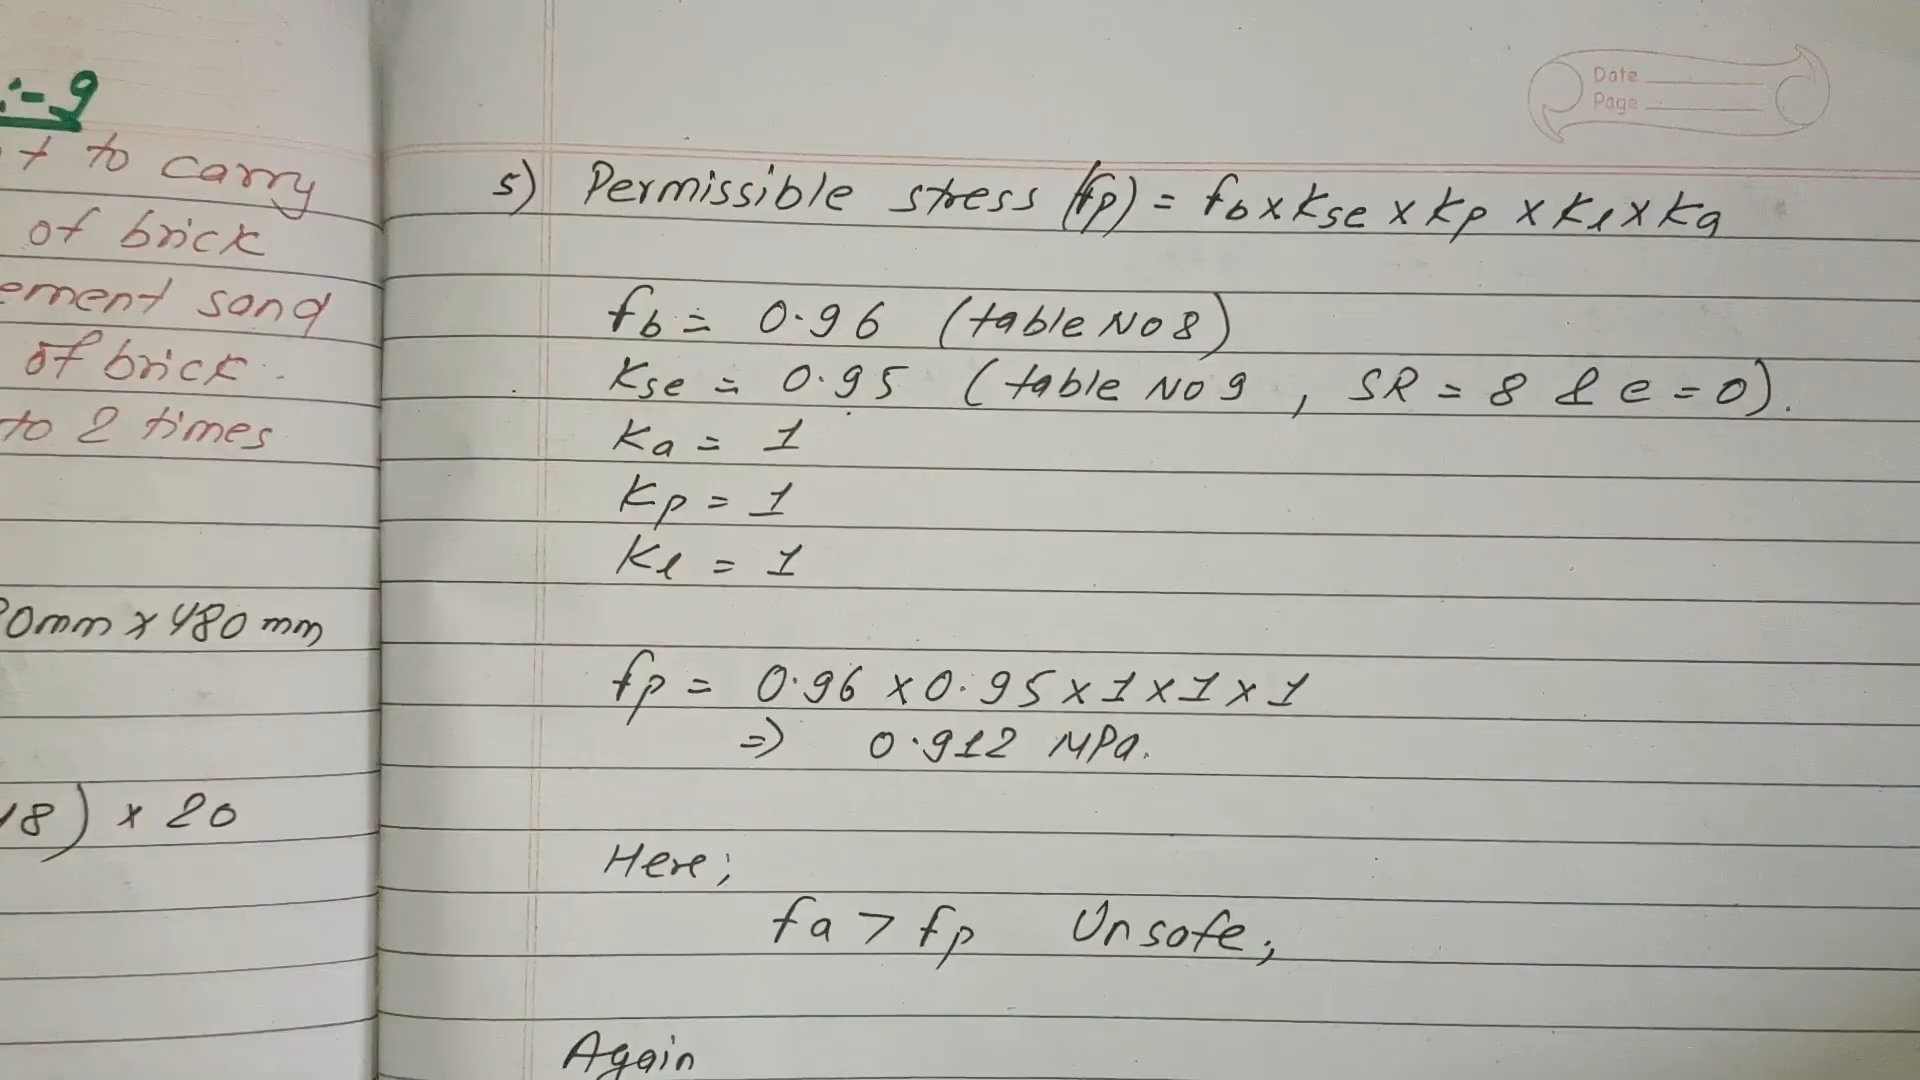 :- 9
to carry
of brick
ement sand
of brick.
to 2 times
0mm x 480 mm
18) x 20
Date
Page
5) Permissible stress (fp) = fb x Kse x Kp x Kl x Ka
fb = 0.96 (table No 8)
Kse = 0.95 (table No 9, SR = 8 & e = 0).
Ka = 1
Kp = 1
Kl = 1
fp = 0.96 x 0.95 x 1 x 1 x 1
=> 0.912 MPa.
Here;
fa > fp Unsafe;
Again